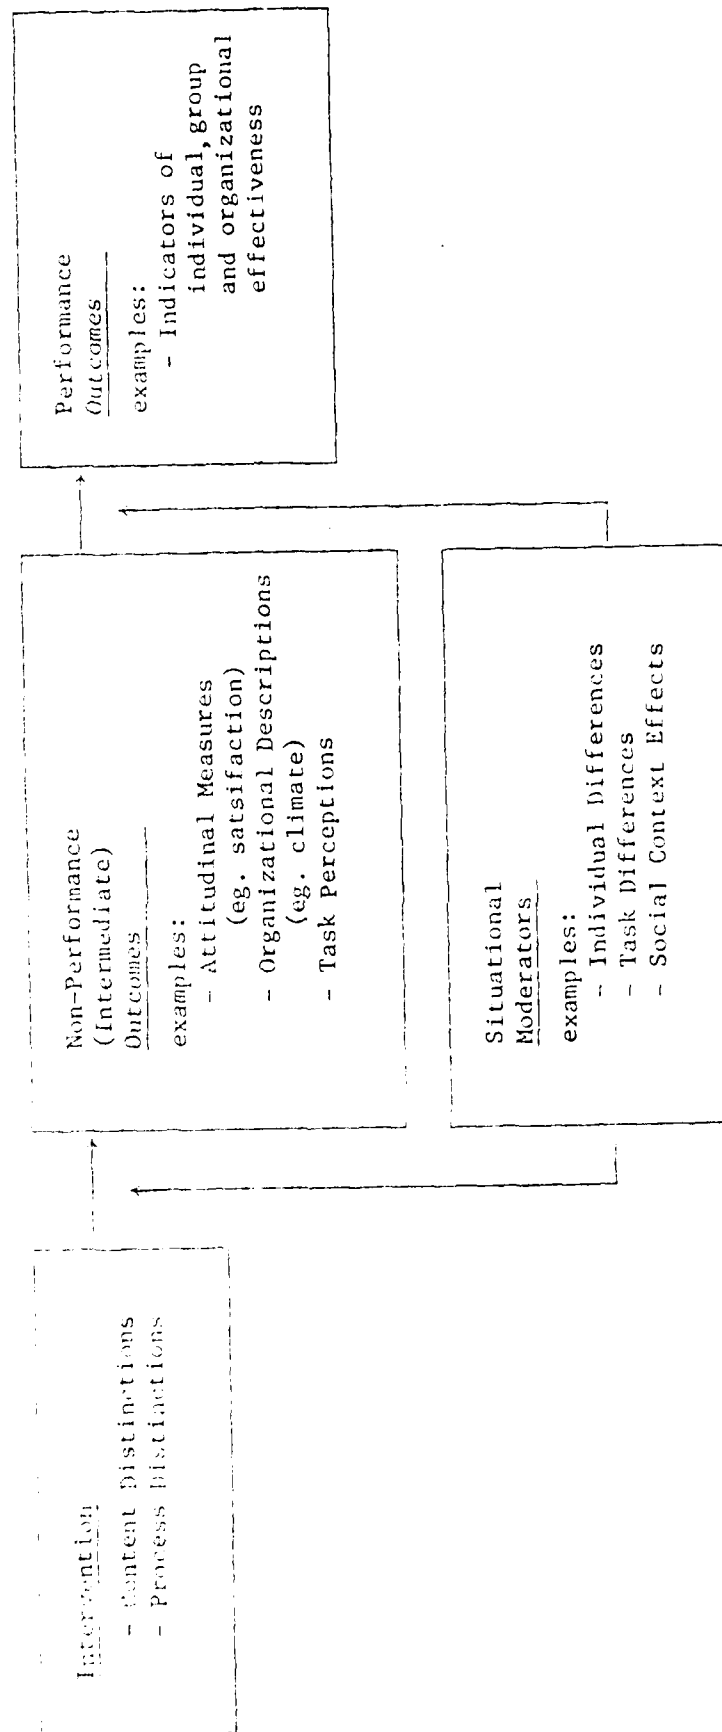 Intervention
- Content Distinctions
- Process Distinctions
Non-Performance
(Intermediate)
Outcomes
examples:
- Attitudinal Measures
(eg. satsifaction)
- Organizational Descriptions
(eg. climate)
- Task Perceptions
Situational
Moderators
examples:
- Individual Differences
- Task Differences
- Social Context Effects
Performance
Outcomes
examples:
- Indicators of
individual, group
and organizational
effectiveness